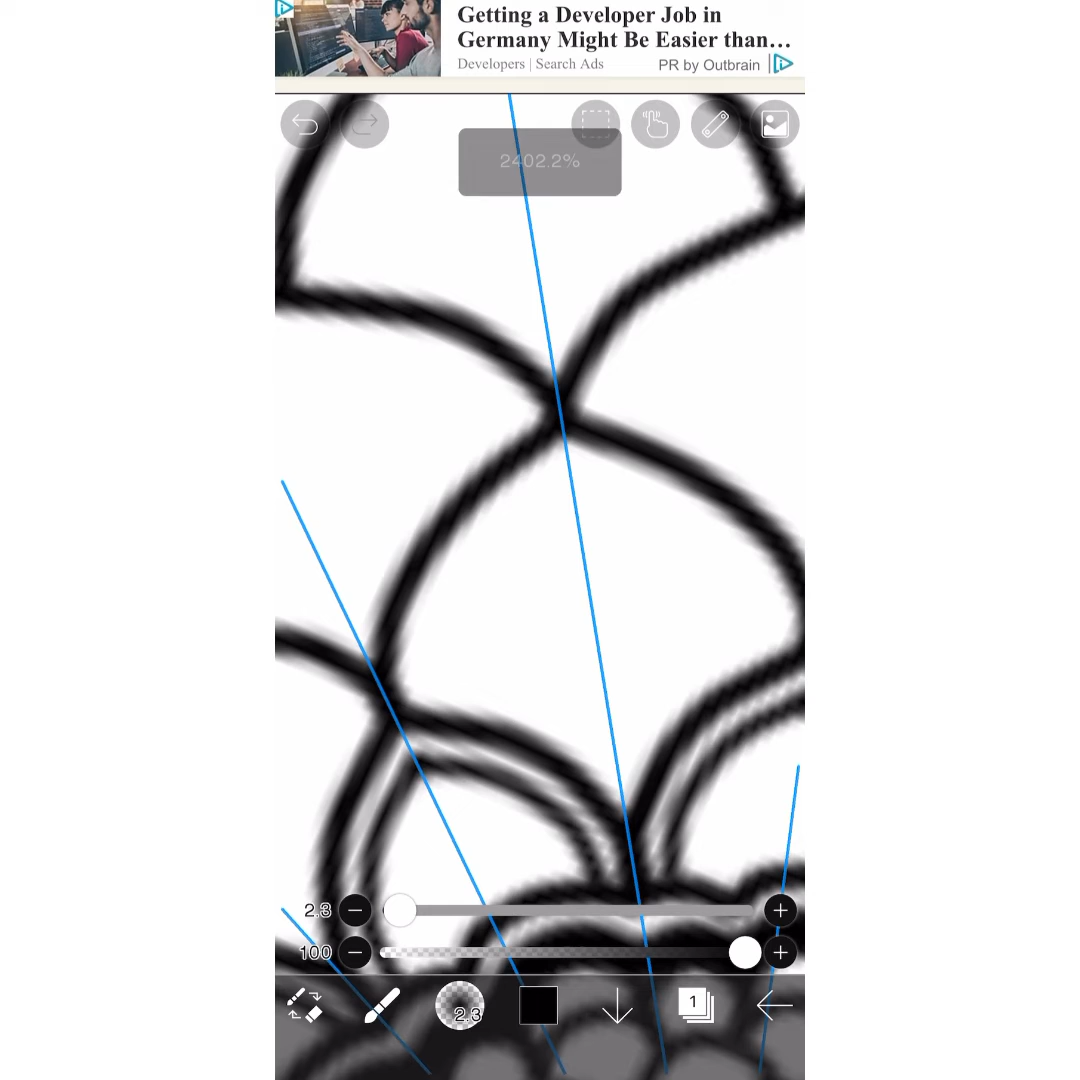 Getting a Developer Job in
Germany Might Be Easier than...
Developers | Search Ads
PR by Outbrain
2402.2%
2.3
100
2.3
1